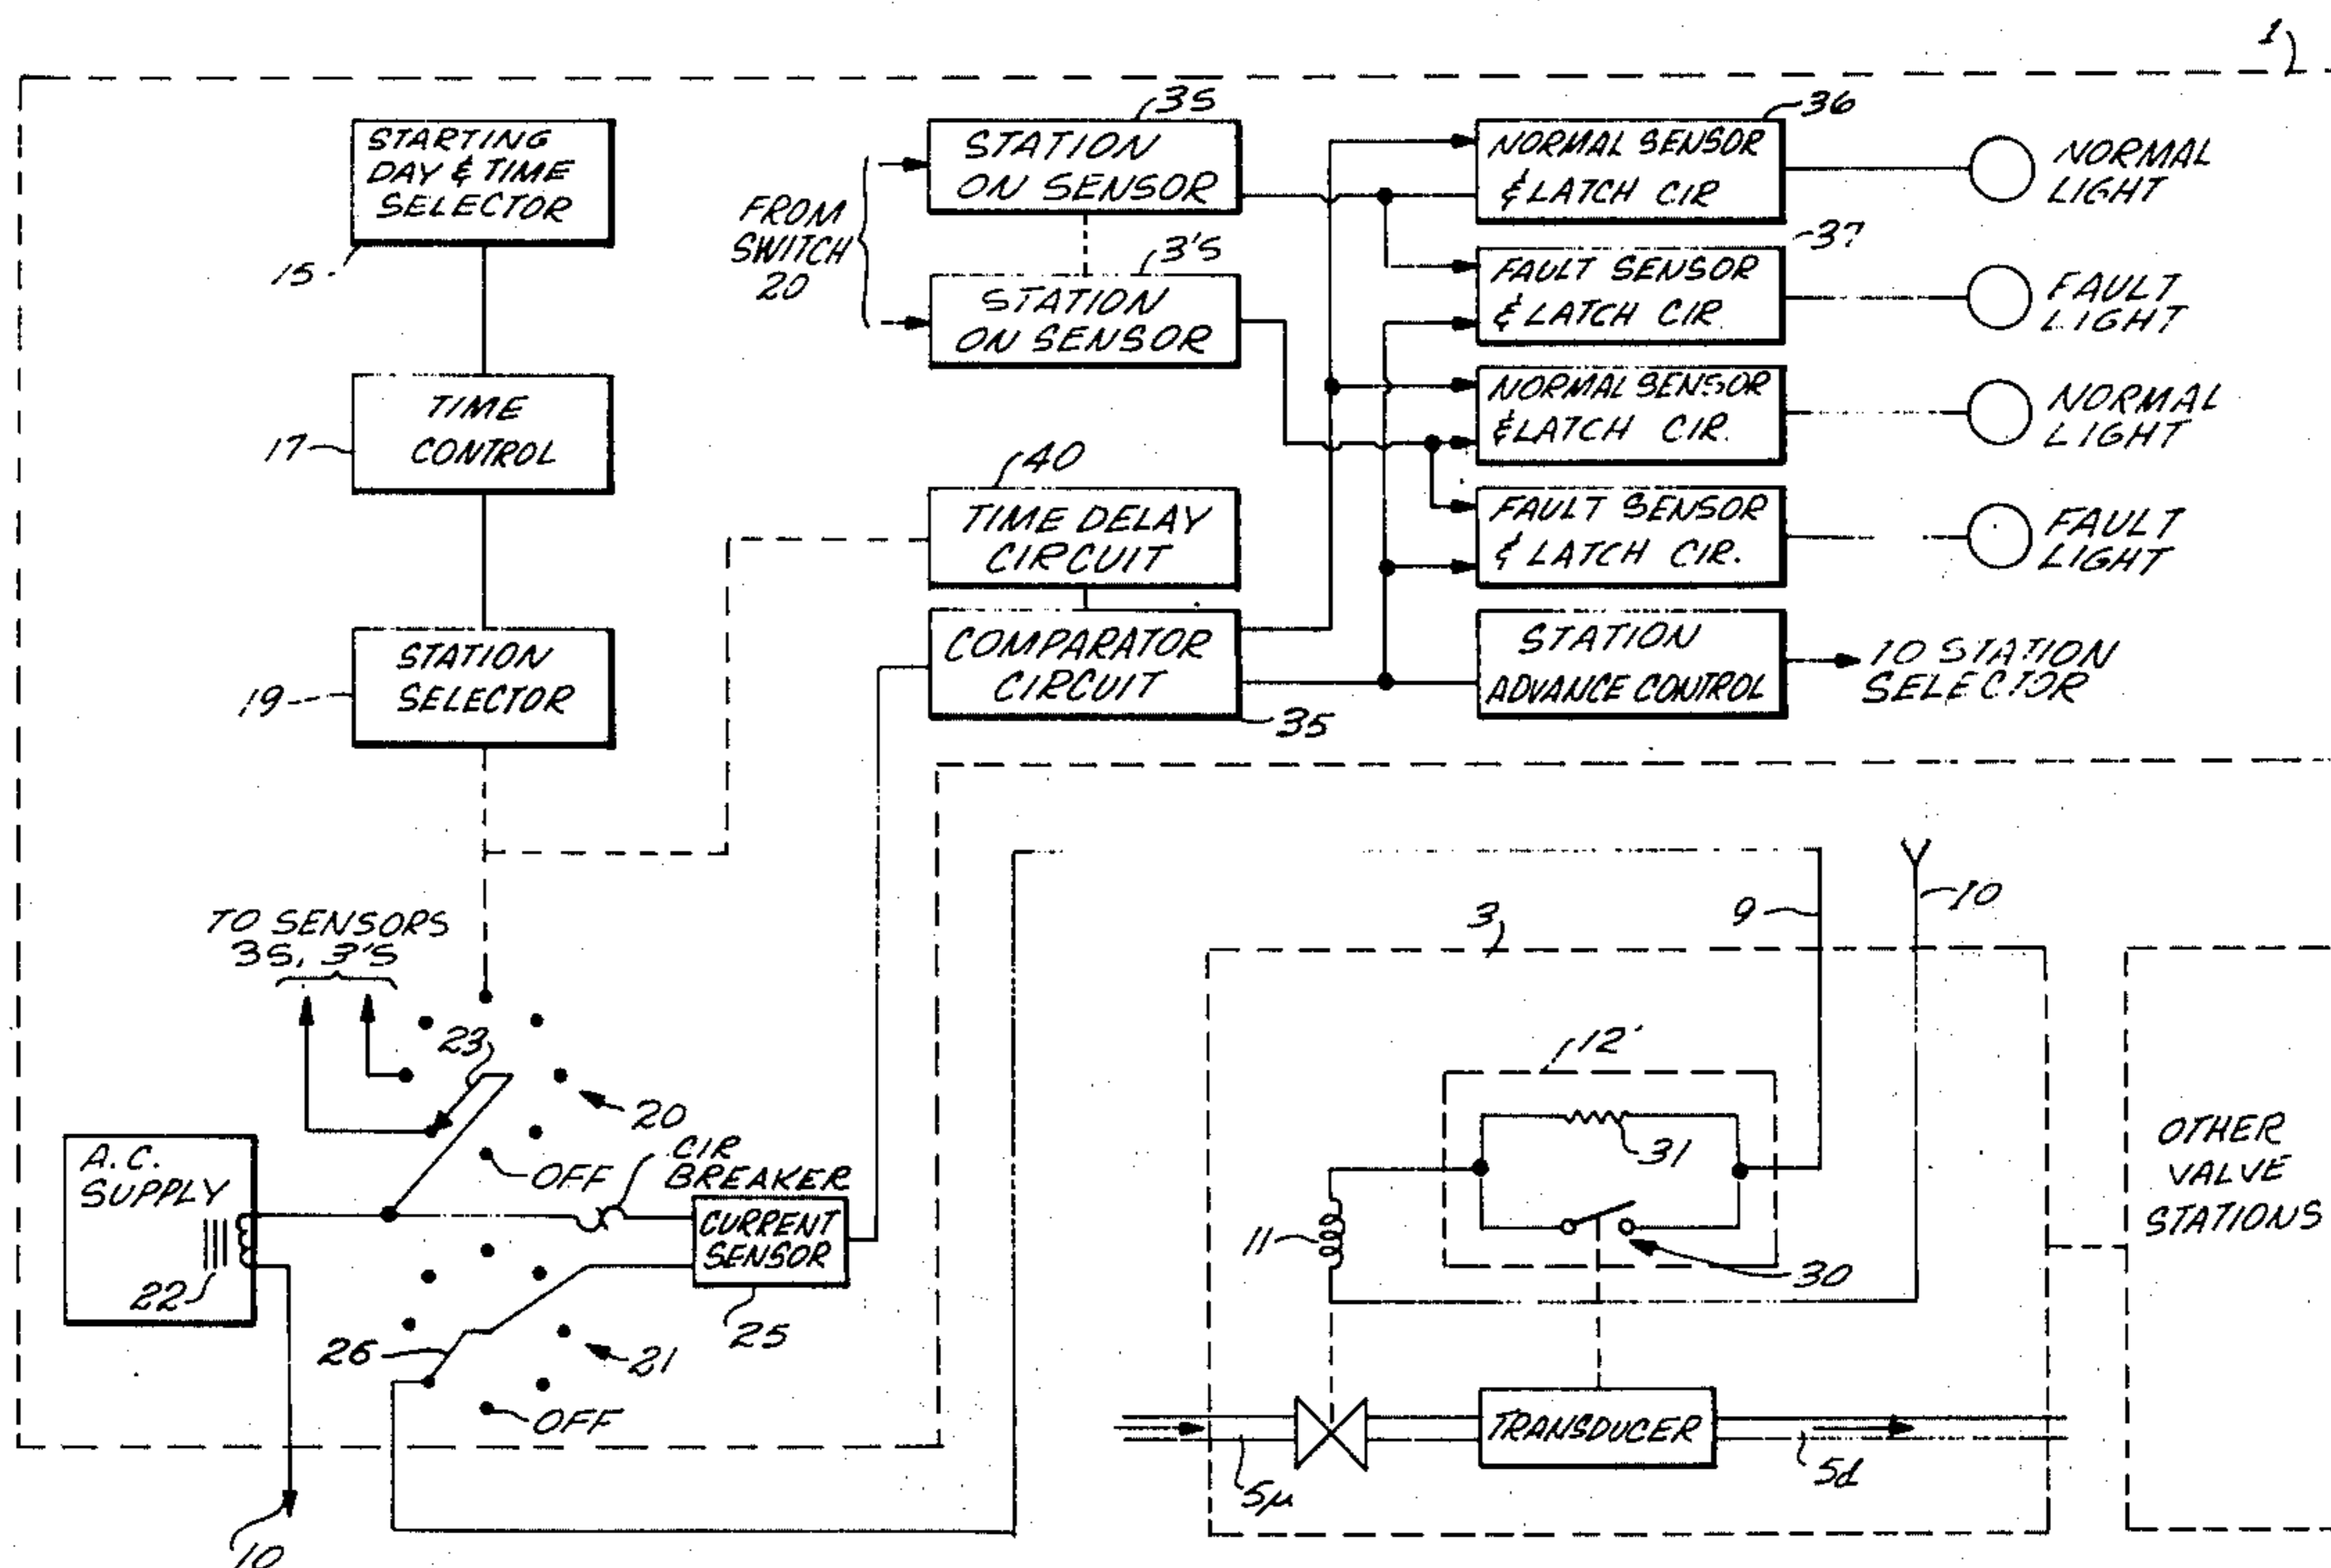 1
STARTING
DAY & TIME
SELECTOR
15
TIME
CONTROL
17
STATION
SELECTOR
19
FROM
SWITCH
20
3S
STATION
ON SENSOR
3'S
STATION
ON SENSOR
40
TIME DELAY
CIRCUIT
COMPARATOR
CIRCUIT
35
36
NORMAL SENSOR
& LATCH CIR
NORMAL
LIGHT
37
FAULT SENSOR
& LATCH CIR
FAULT
LIGHT
NORMAL SENSOR
& LATCH CIR.
NORMAL
LIGHT
FAULT SENSOR
& LATCH CIR.
FAULT
LIGHT
STATION
ADVANCE CONTROL
TO STATION
SELECTOR
TO SENSORS
3S, 3'S
23
20
OFF
CIR
BREAKER
A.C.
SUPPLY
22
CURRENT
SENSOR
25
26
21
OFF
10
9
10
3
12'
31
11
30
TRANSDUCER
5μ
5d
OTHER
VALVE
STATIONS